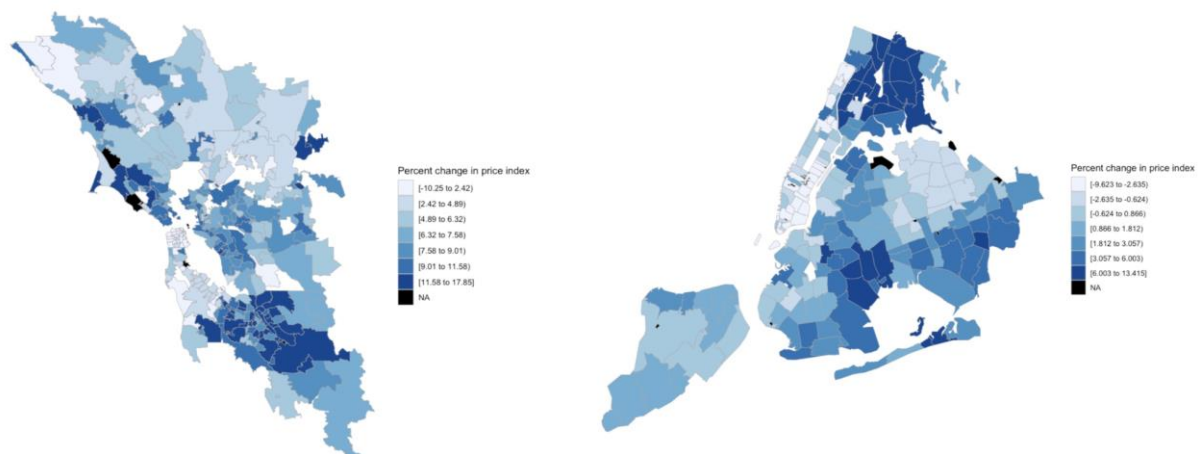 Percent change in price index
[-10.25 to 2.42)
[2.42 to 4.89)
[4.89 to 6.32)
[6.32 to 7.58)
[7.58 to 9.01)
[9.01 to 11.58)
[11.58 to 17.85]
NA
Percent change in price index
[-9.623 to -2.635)
[-2.635 to -0.624)
[-0.624 to 0.866)
[0.866 to 1.812)
[1.812 to 3.057)
[3.057 to 6.003)
[6.003 to 13.415]
NA